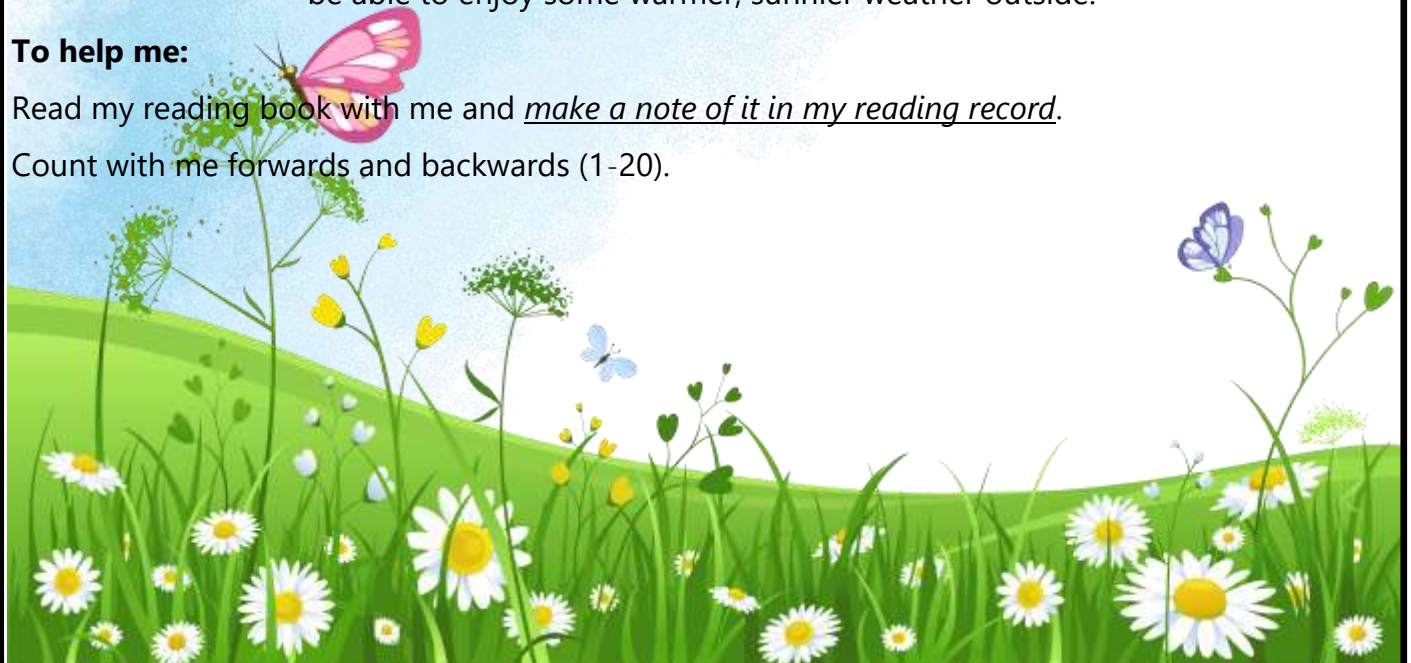 be able to enjoy some warmer, sunnier weather outside.
To help me:
Read my reading book with me and make a note of it in my reading record.
Count with me forwards and backwards (1-20).